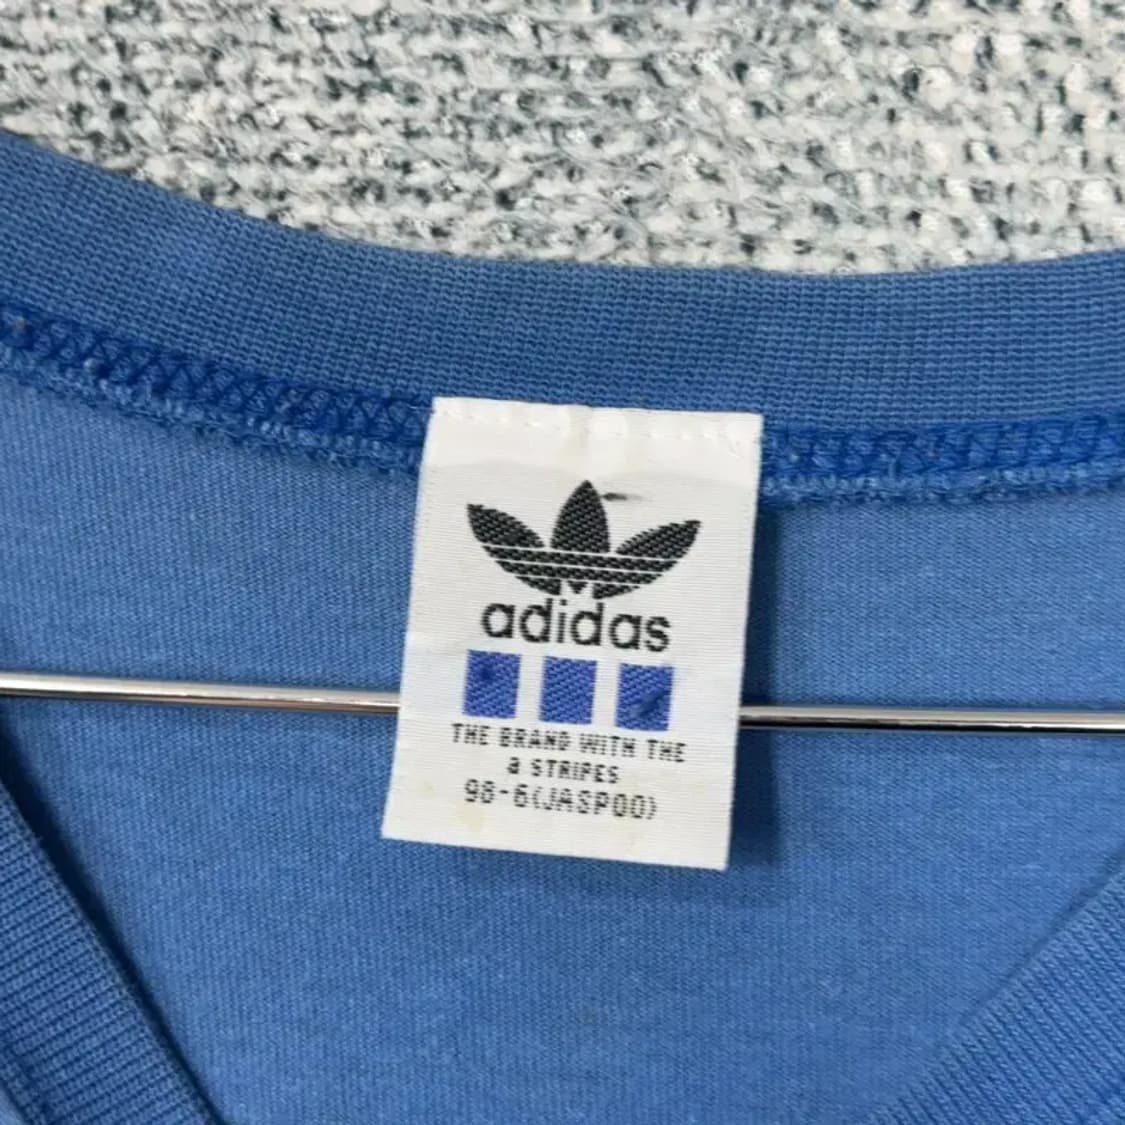 adidas
THE BRAND WITH THE
3 STRIPES
98-6(JASPOO)